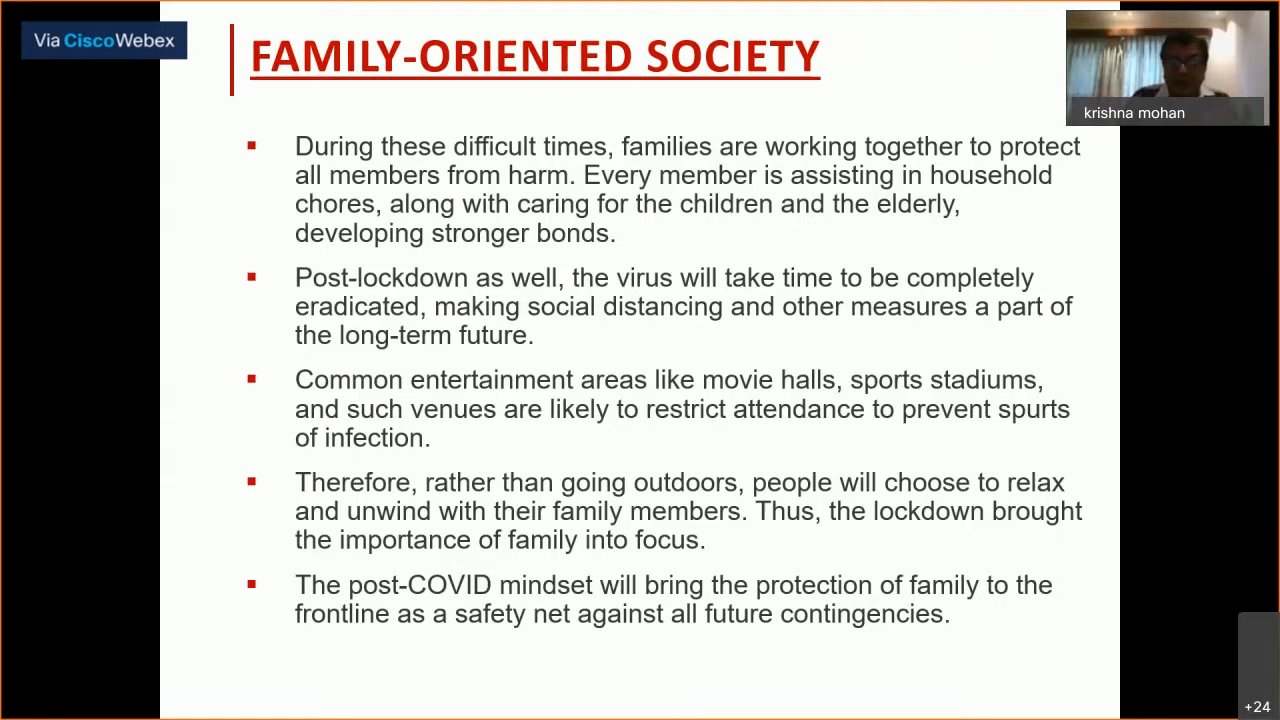 Via CiscoWebex
FAMILY-ORIENTED SOCIETY
krishna mohan
▪ During these difficult times, families are working together to protect
all members from harm. Every member is assisting in household
chores, along with caring for the children and the elderly,
developing stronger bonds.
▪ Post-lockdown as well, the virus will take time to be completely
eradicated, making social distancing and other measures a part of
the long-term future.
▪ Common entertainment areas like movie halls, sports stadiums,
and such venues are likely to restrict attendance to prevent spurts
of infection.
▪ Therefore, rather than going outdoors, people will choose to relax
and unwind with their family members. Thus, the lockdown brought
the importance of family into focus.
▪ The post-COVID mindset will bring the protection of family to the
frontline as a safety net against all future contingencies.
+24